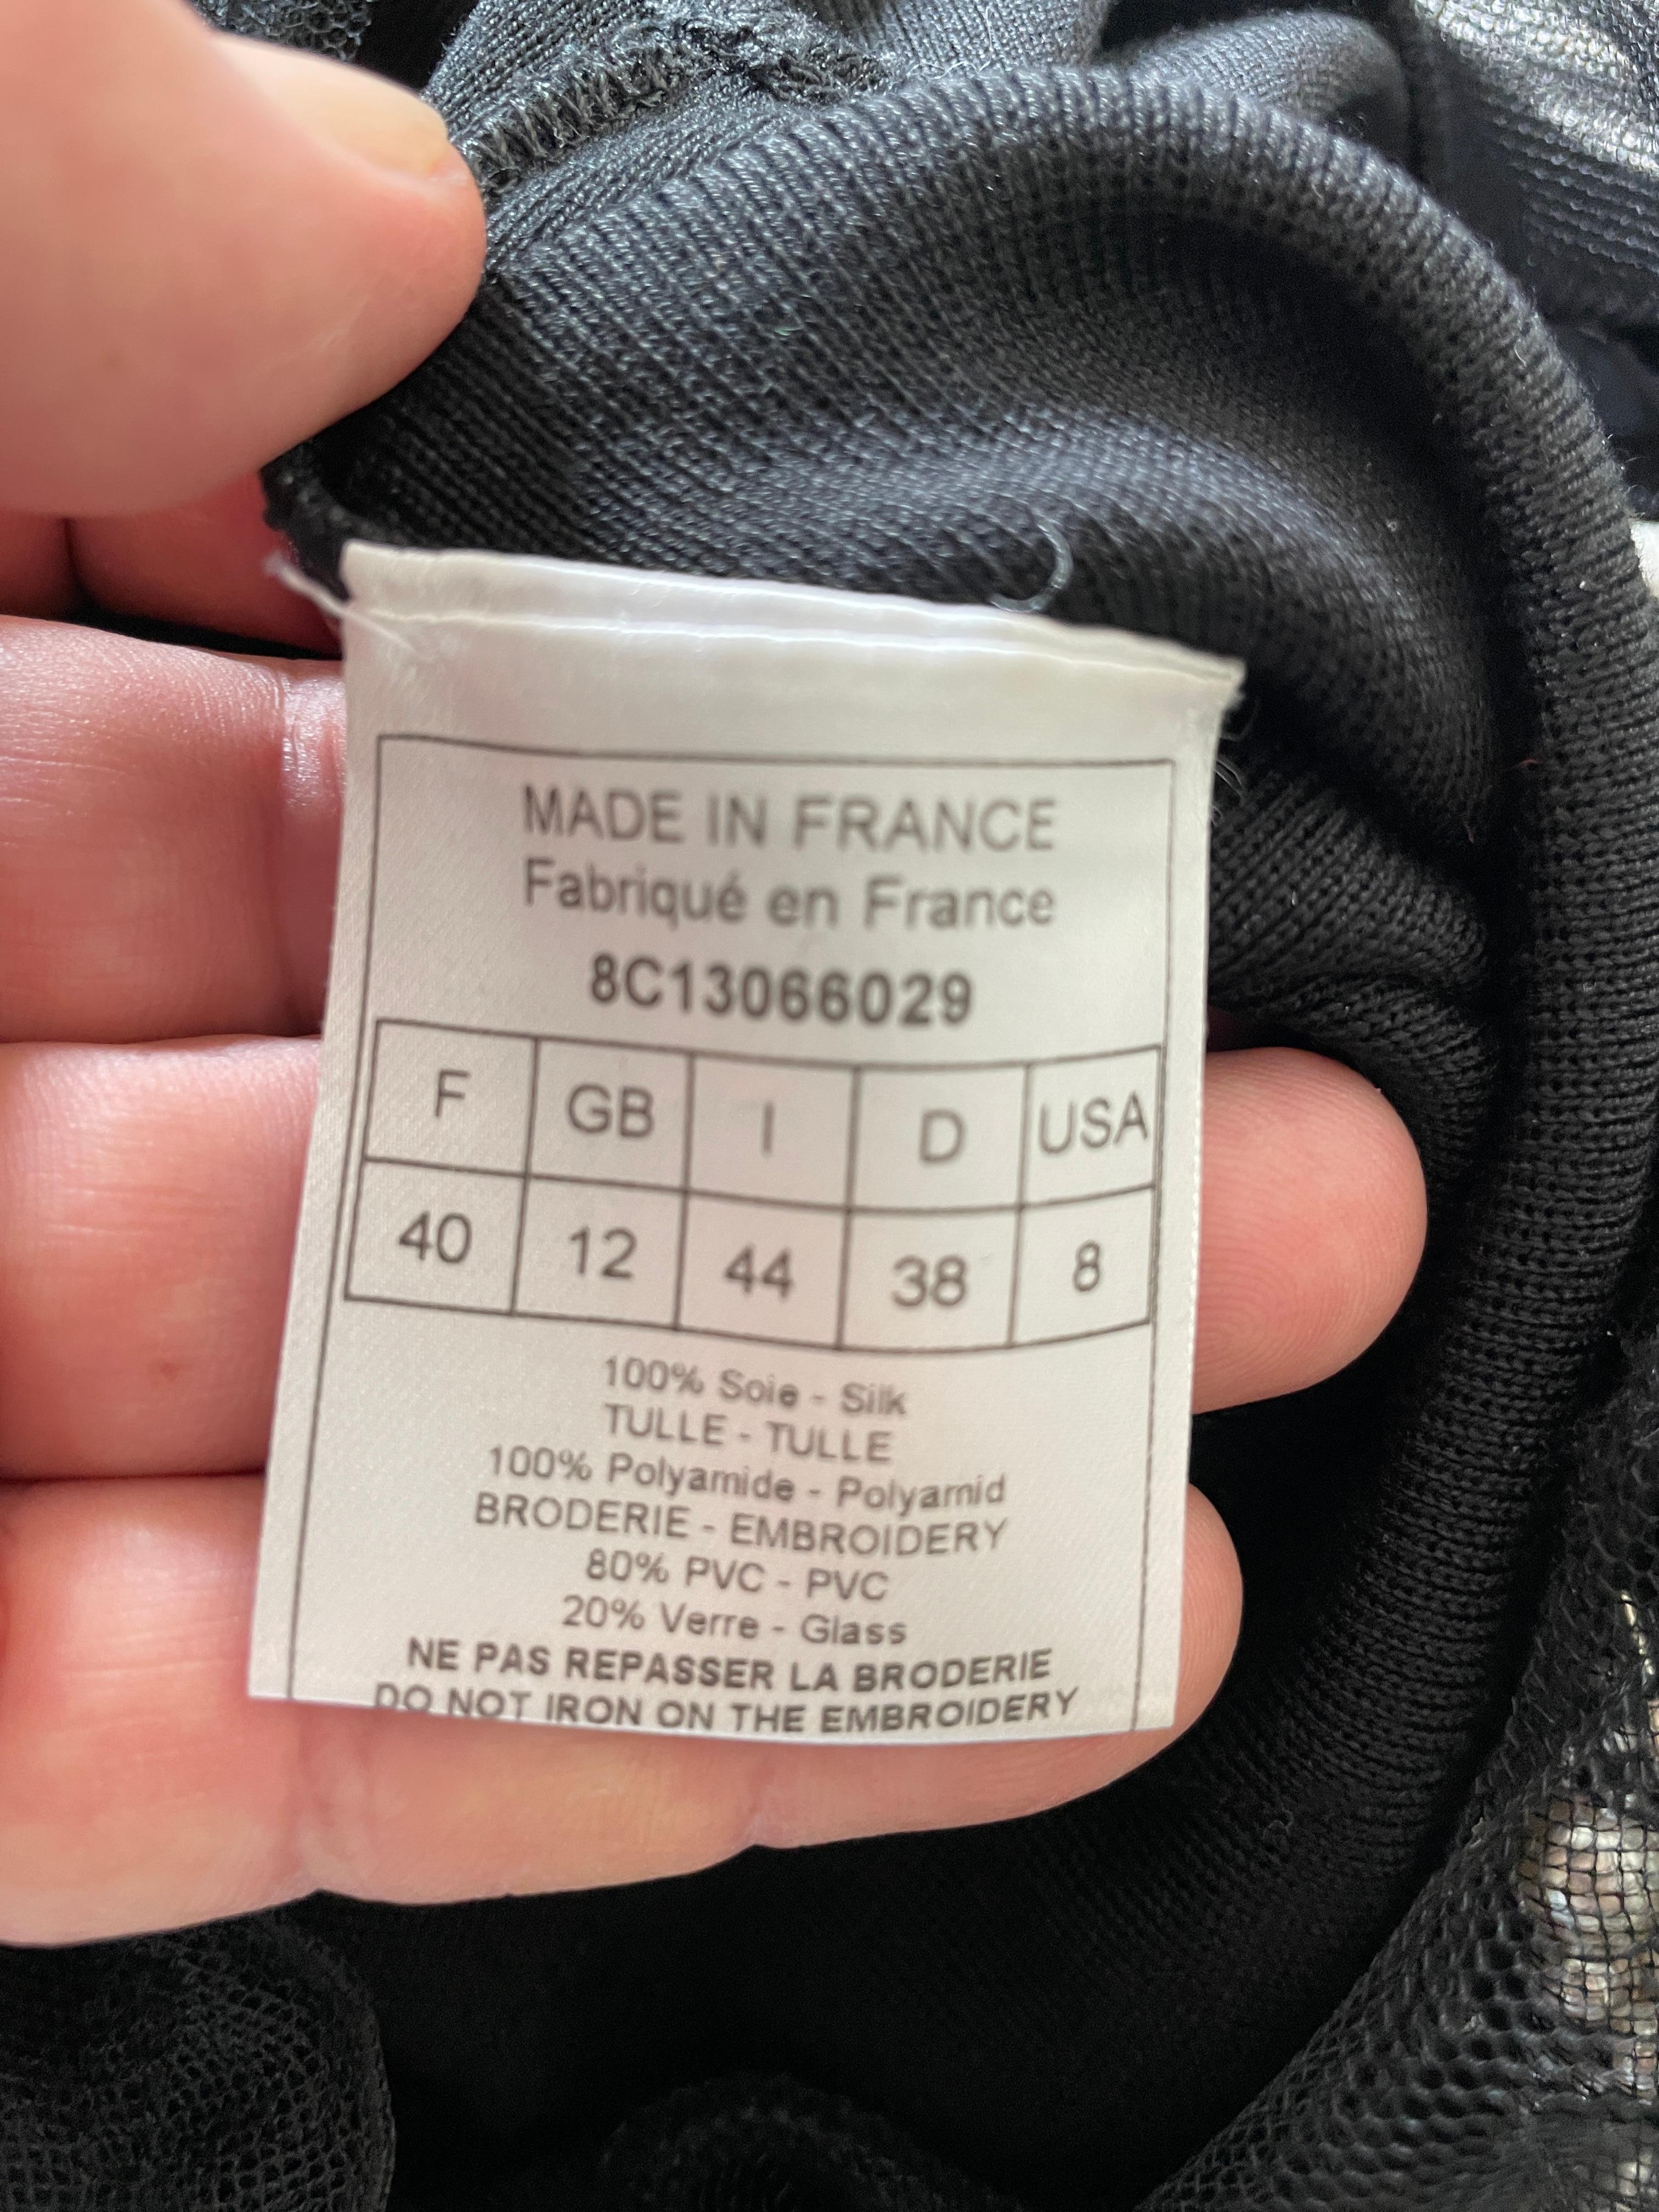 MADE IN FRANCE
Fabriqué en France
8C13066029
F GB I D USA
40 12 44 38 8
100% Soie - Silk
TULLE - TULLE
100% Polyamide - Polyamid
BRODERIE - EMBROIDERY
80% PVC - PVC
20% Verre - Glass
NE PAS REPASSER LA BRODERIE
DO NOT IRON ON THE EMBROIDERY